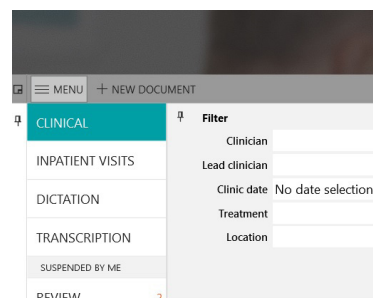 MENU + NEW DOCUMENT
CLINICAL
INPATIENT VISITS
DICTATION
TRANSCRIPTION
SUSPENDED BY ME
REVIEW
Filter
Clinician
Lead clinician
Clinic date No date selection
Treatment
Location